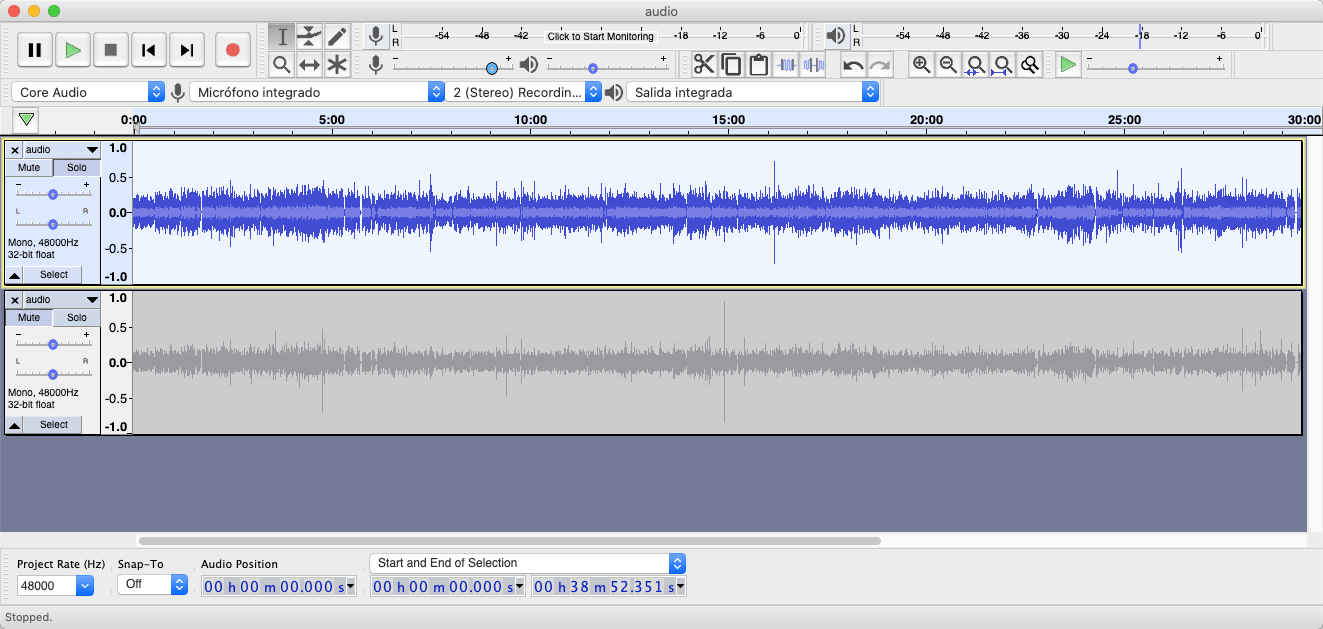 audio
L
R
-54 -48 -42 Click to Start Monitoring -18 -12 -6 0
L
R
-54 -48 -42 -36 -30 -24 -18 -12 -6 0
- +
- +
- +
Core Audio
Micrófono integrado
2 (Stereo) Recordin...
Salida integrada
0:00 5:00 10:00 15:00 20:00 25:00 30:00
audio
Mute Solo
- +
L R
Mono, 48000Hz
32-bit float
Select
1.0
0.5
0.0
-0.5
-1.0
audio
Mute Solo
- +
L R
Mono, 48000Hz
32-bit float
Select
1.0
0.5
0.0
-0.5
-1.0
Project Rate (Hz) Snap-To Audio Position Start and End of Selection
48000 Off 00 h 00 m 00.000 s 00 h 00 m 00.000 s 00 h 38 m 52.351 s
Stopped.